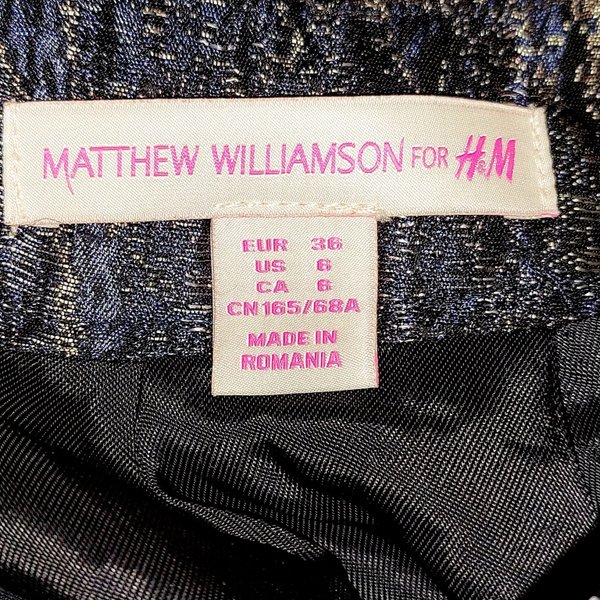 MATTHEW WILLIAMSON FOR H&M
EUR 36
US 6
CA 6
CN 165/68A
MADE IN
ROMANIA